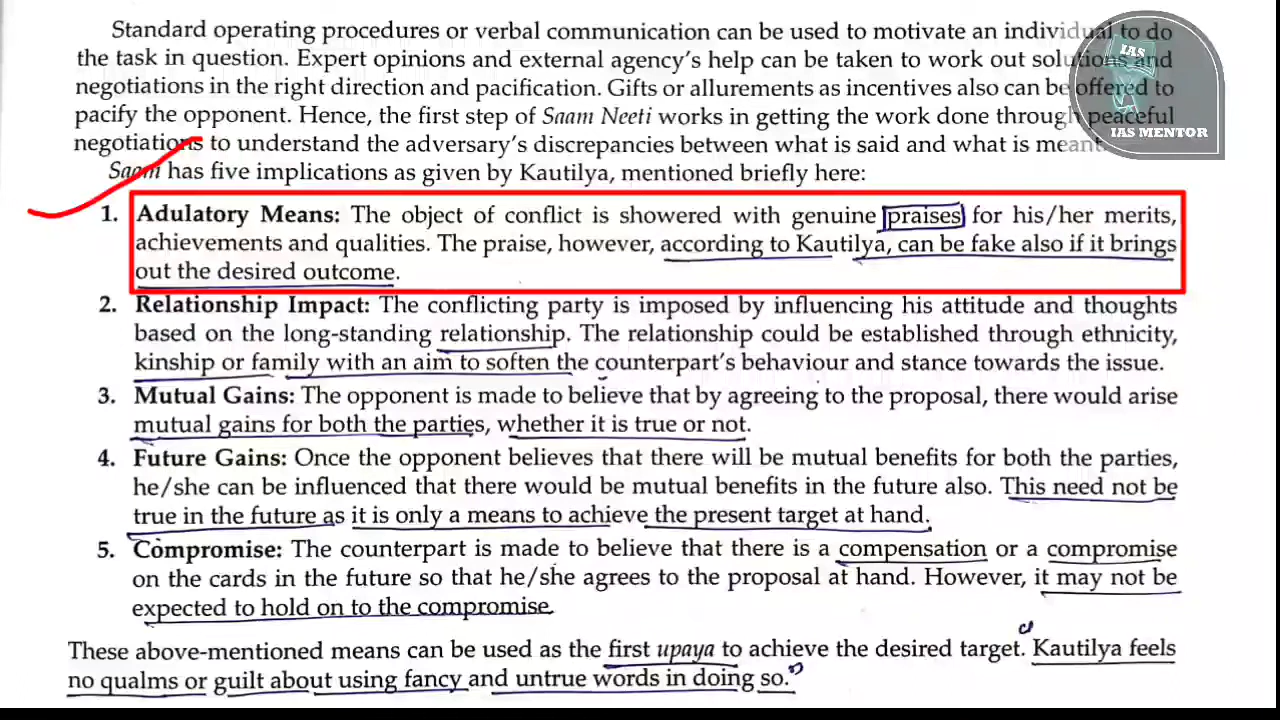 Standard operating procedures or verbal communication can be used to motivate an individual to do
the task in question. Expert opinions and external agency's help can be taken to work out solutions and
negotiations in the right direction and pacification. Gifts or allurements as incentives also can be offered to
pacify the opponent. Hence, the first step of Saam Neeti works in getting the work done through peaceful
negotiations to understand the adversary's discrepancies between what is said and what is meant
Saam has five implications as given by Kautilya, mentioned briefly here:
1. Adulatory Means: The object of conflict is showered with genuine praises for his/her merits,
achievements and qualities. The praise, however, according to Kautilya, can be fake also if it brings
out the desired outcome.
2. Relationship Impact: The conflicting party is imposed by influencing his attitude and thoughts
based on the long-standing relationship. The relationship could be established through ethnicity,
kinship or family with an aim to soften the counterpart's behaviour and stance towards the issue.
3. Mutual Gains: The opponent is made to believe that by agreeing to the proposal, there would arise
mutual gains for both the parties, whether it is true or not.
4. Future Gains: Once the opponent believes that there will be mutual benefits for both the parties,
he/she can be influenced that there would be mutual benefits in the future also. This need not be
true in the future as it is only a means to achieve the present target at hand.
5. Compromise: The counterpart is made to believe that there is a compensation or a compromise
on the cards in the future so that he/she agrees to the proposal at hand. However, it may not be
expected to hold on to the compromise.
These above-mentioned means can be used as the first upaya to achieve the desired target. Kautilya feels
no qualms or guilt about using fancy and untrue words in doing so.
IAS
IAS MENTOR